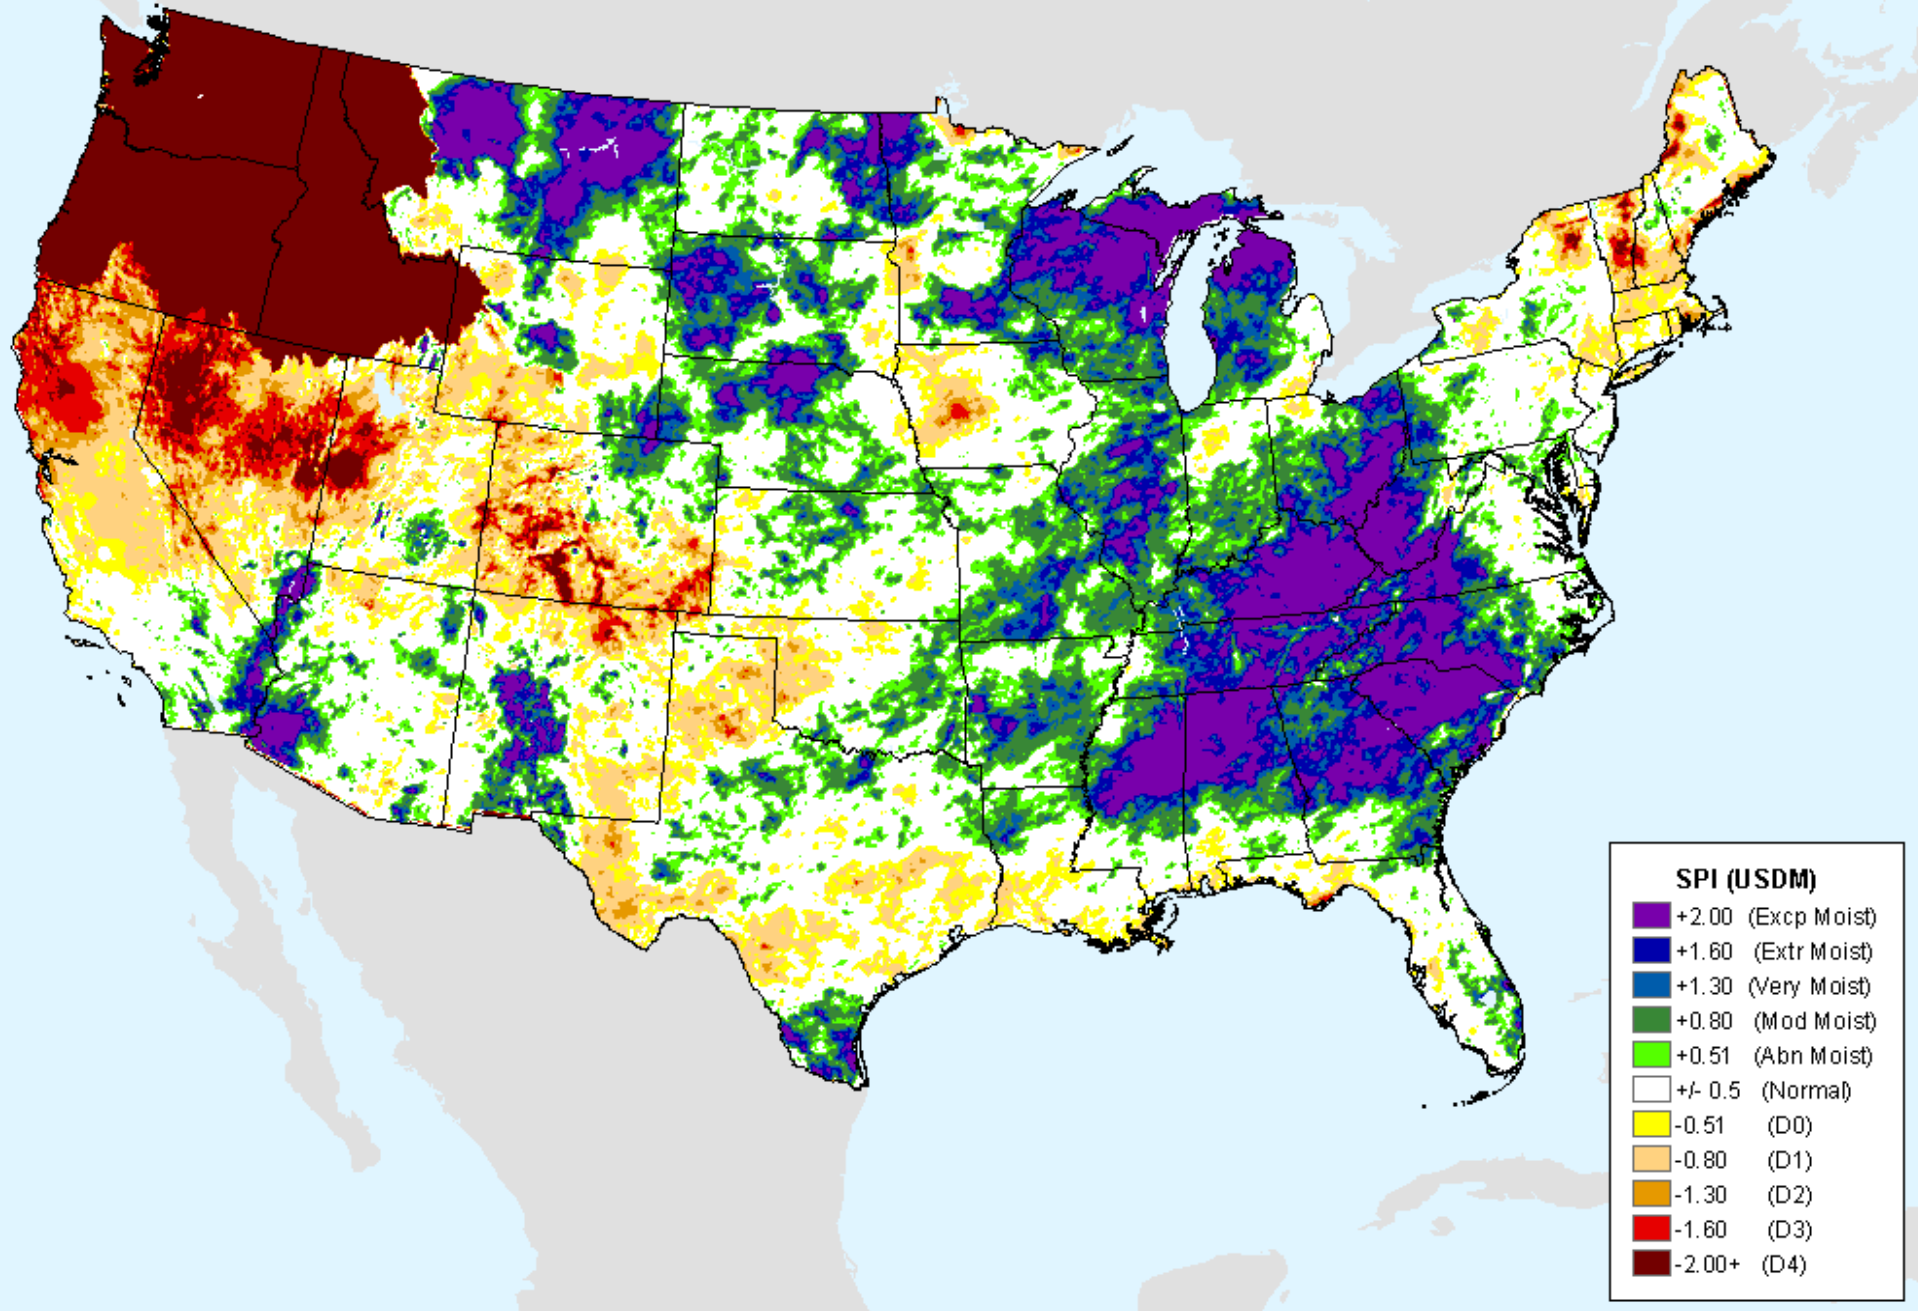 SPI (USDM)
+2.00 (Excp Moist)
+1.60 (Extr Moist)
+1.30 (Very Moist)
+0.80 (Mod Moist)
+0.51 (Abn Moist)
+/- 0.5 (Normal)
-0.51 (D0)
-0.80 (D1)
-1.30 (D2)
-1.60 (D3)
-2.00+ (D4)